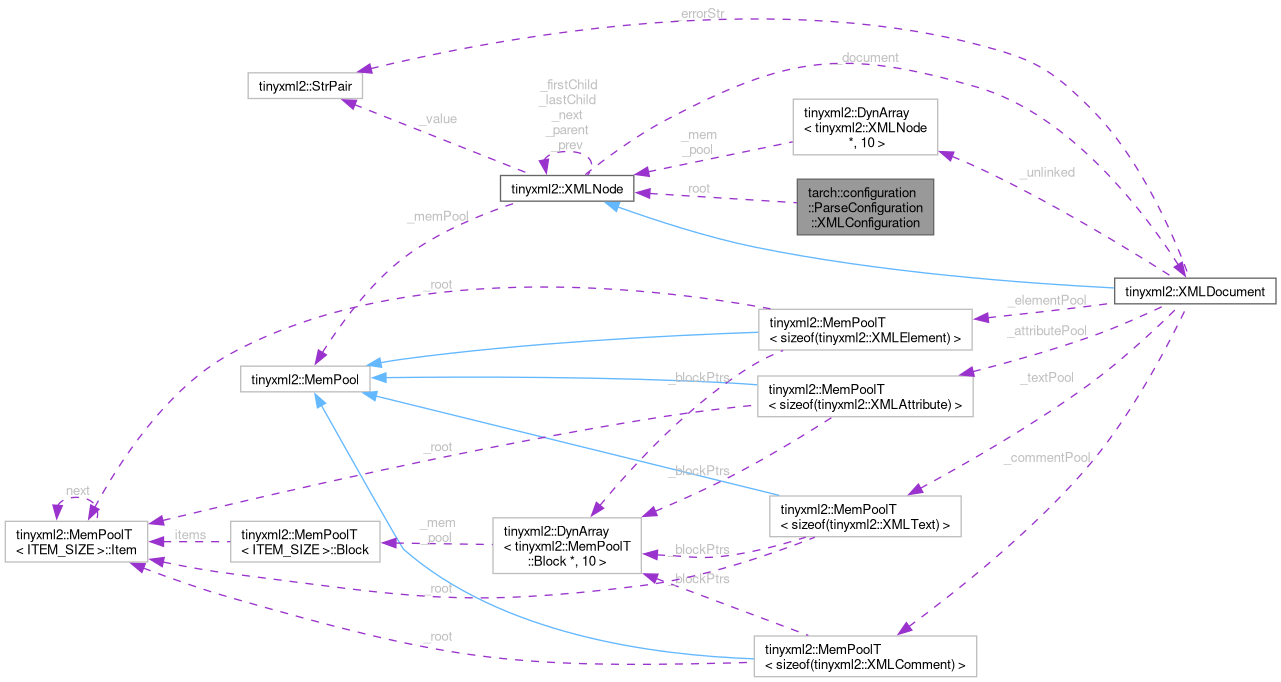 _errorStr
_document
tinyxml2::StrPair
_value
_firstChild
_lastChild
_next
_parent
_prev
tinyxml2::XMLNode
_mem
_pool
tinyxml2::DynArray
< tinyxml2::XMLNode
*, 10 >
_unlinked
root
tarch::configuration
::ParseConfiguration
::XMLConfiguration
_memPool
tinyxml2::XMLDocument
_root
_elementPool
tinyxml2::MemPoolT
< sizeof(tinyxml2::XMLElement) >
_attributePool
tinyxml2::MemPool
_blockPtrs
tinyxml2::MemPoolT
< sizeof(tinyxml2::XMLAttribute) >
_textPool
_root
_blockPtrs
_commentPool
next
tinyxml2::MemPoolT
< ITEM_SIZE >::Item
items
tinyxml2::MemPoolT
< ITEM_SIZE >::Block
_mem
_pool
tinyxml2::DynArray
< tinyxml2::MemPoolT
::Block *, 10 >
_blockPtrs
tinyxml2::MemPoolT
< sizeof(tinyxml2::XMLText) >
_root
_blockPtrs
_root
tinyxml2::MemPoolT
< sizeof(tinyxml2::XMLComment) >